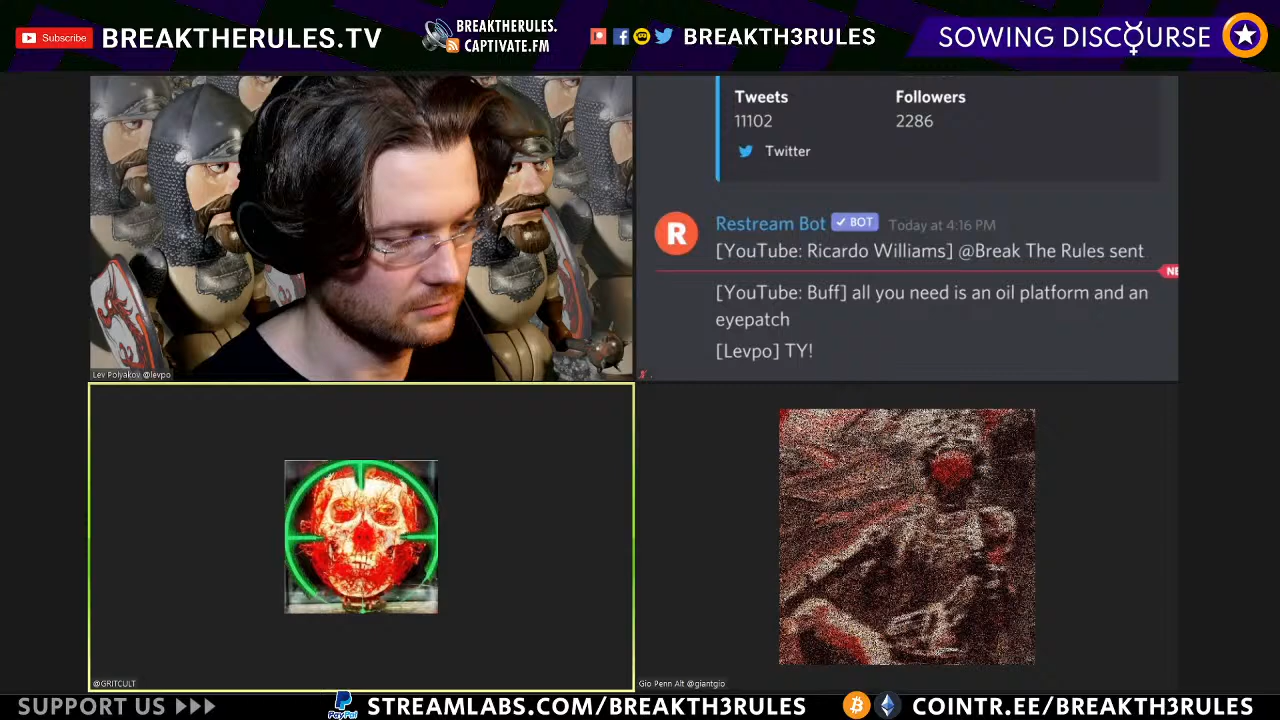 Subscribe
BREAKTHERULES.TV
BREAKTHERULES.
CAPTIVATE.FM
BREAKTH3RULES
SOWING DISCOURSE
Tweets
Followers
11102
2286
Twitter
R
Restream Bot
BOT
Today at 4:16 PM
[YouTube: Ricardo Williams] @Break The Rules sent
NE
[YouTube: Buff] all you need is an oil platform and an
eyepatch
[Levpo] TY!
Lev Polyakov @levpo
@GRITCULT
Gio Penn Alt @giantgio
SUPPORT US
PayPal
STREAMLABS.COM/BREAKTH3RULES
COINTR.EE/BREAKTH3RULES